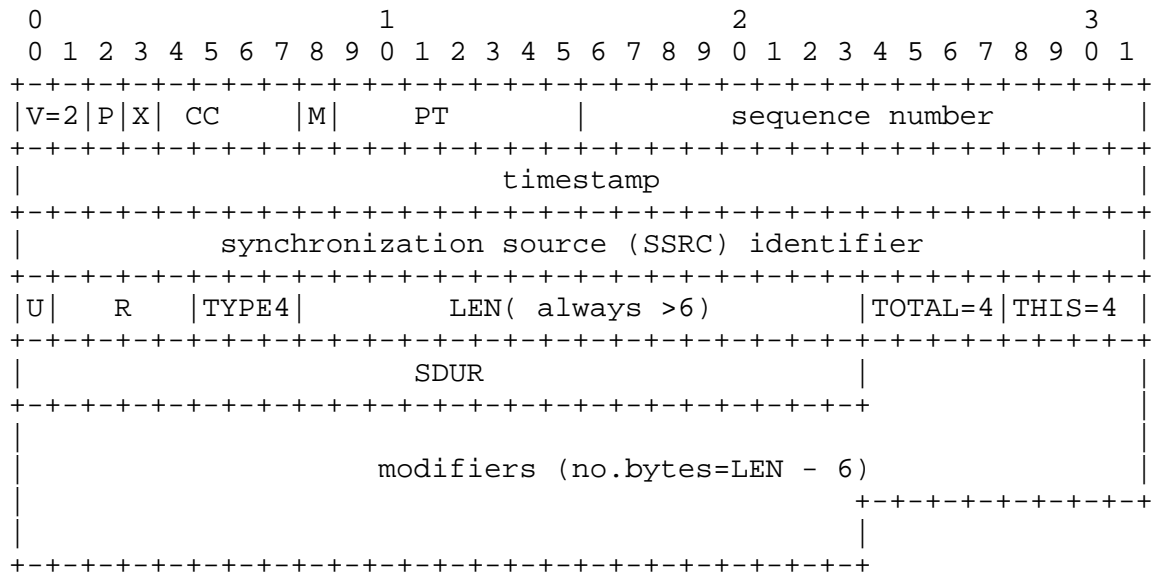 0                   1                   2                   3
 0 1 2 3 4 5 6 7 8 9 0 1 2 3 4 5 6 7 8 9 0 1 2 3 4 5 6 7 8 9 0 1
+-+-+-+-+-+-+-+-+-+-+-+-+-+-+-+-+-+-+-+-+-+-+-+-+-+-+-+-+-+-+-+-+
|V=2|P|X| CC    |M|    PT       |        sequence number        |
+-+-+-+-+-+-+-+-+-+-+-+-+-+-+-+-+-+-+-+-+-+-+-+-+-+-+-+-+-+-+-+-+
|                           timestamp                           |
+-+-+-+-+-+-+-+-+-+-+-+-+-+-+-+-+-+-+-+-+-+-+-+-+-+-+-+-+-+-+-+-+
|           synchronization source (SSRC) identifier            |
+-+-+-+-+-+-+-+-+-+-+-+-+-+-+-+-+-+-+-+-+-+-+-+-+-+-+-+-+-+-+-+-+
|U|   R   |TYPE4|        LEN( always >6)        |TOTAL=4|THIS=4 |
+-+-+-+-+-+-+-+-+-+-+-+-+-+-+-+-+-+-+-+-+-+-+-+-+-+-+-+-+-+-+-+-+
|                      SDUR                     |               |
+-+-+-+-+-+-+-+-+-+-+-+-+-+-+-+-+-+-+-+-+-+-+-+-+               |
|                                                               |
|                    modifiers (no.bytes=LEN - 6)               |
|                                               +-+-+-+-+-+-+-+-+
|                                               |
+-+-+-+-+-+-+-+-+-+-+-+-+-+-+-+-+-+-+-+-+-+-+-+-+